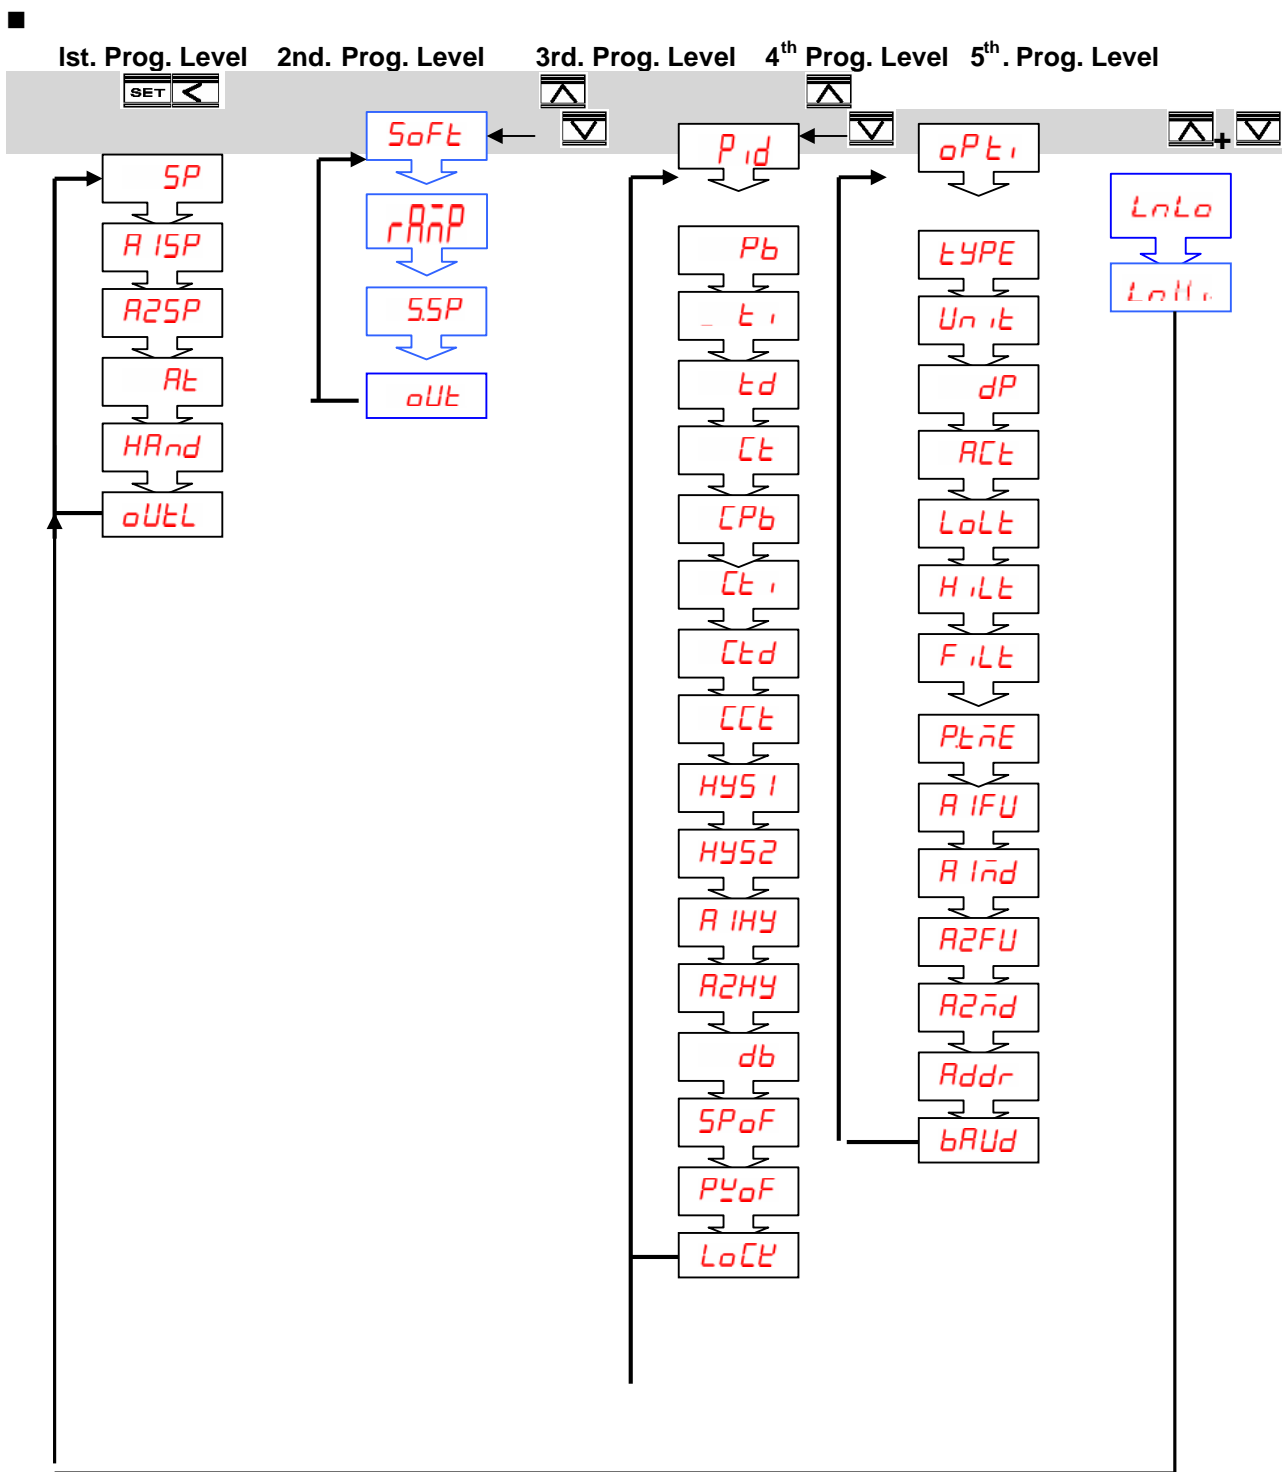 Ist. Prog. Level 2nd. Prog. Level 3rd. Prog. Level 4th Prog. Level 5th. Prog. Level
SET
+
SP
A1SP
A2SP
At
HAnd
oUtL
SoFt
rAmP
S.SP
oUt
Pid
Pb
ti
td
Ct
CPb
Cti
Ctd
CCt
HYS1
HYS2
A1HY
A2HY
db
SPoF
PVoF
LoCK
oPti
tYPE
Unit
dP
ACt
LoLt
HiLt
FiLt
P.tmE
A1FU
A1md
A2FU
A2md
Addr
bAUd
LnLo